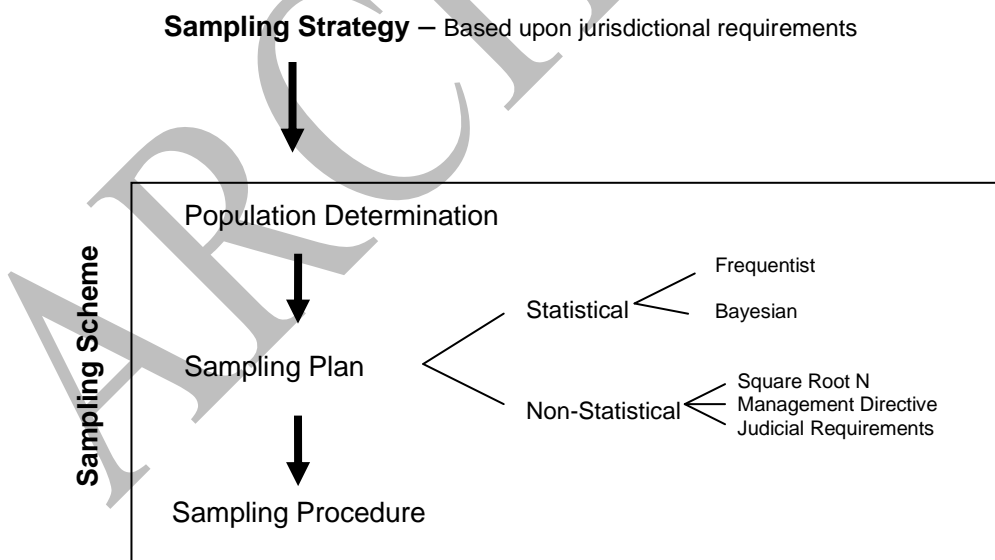 Sampling Strategy – Based upon jurisdictional requirements
Sampling Scheme
Population Determination
Sampling Plan
Statistical
Frequentist
Bayesian
Non-Statistical
Square Root N
Management Directive
Judicial Requirements
Sampling Procedure